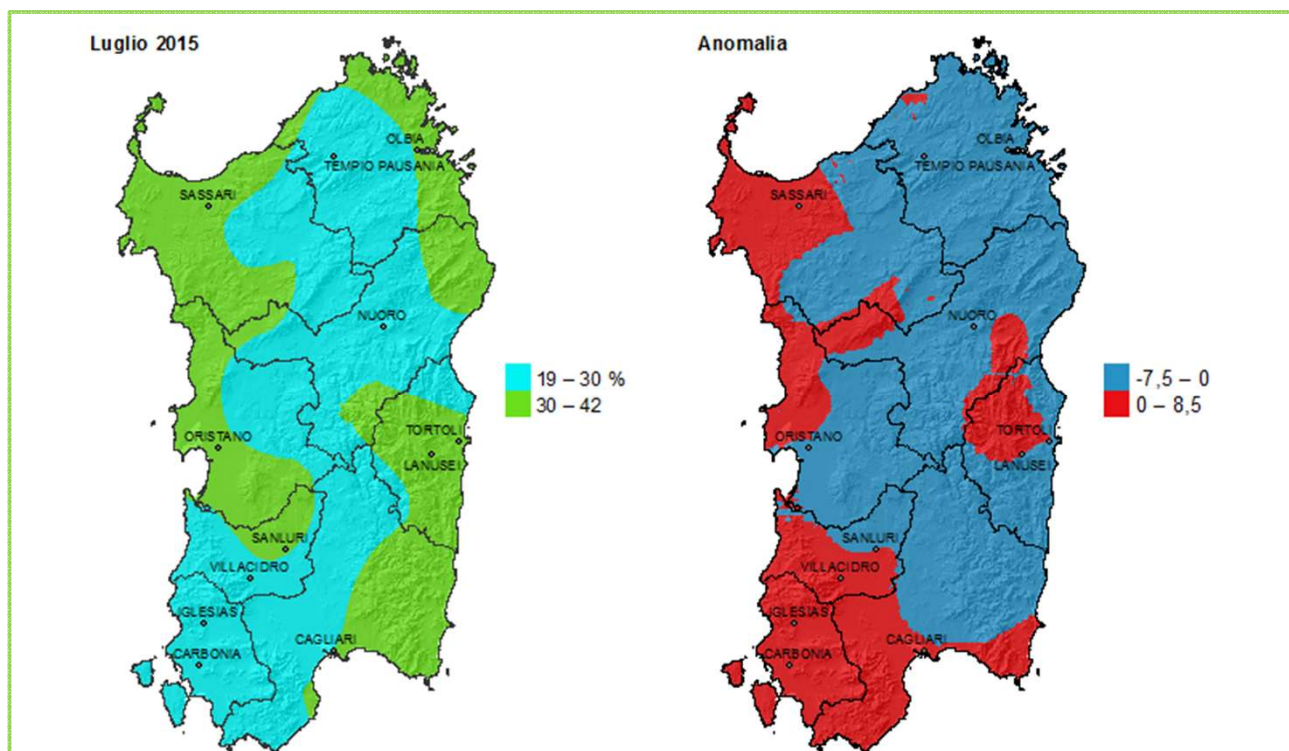 Luglio 2015
OLBIA
TEMPIO PAUSANIA
SASSARI
NUORO
19 – 30 %
30 – 42
ORISTANO
TORTOLI
LANUSEI
SANLURI
VILLACIDRO
IGLESIAS
CAGLIARI
CARBONIA
Anomalia
OLBIA
TEMPIO PAUSANIA
SASSARI
NUORO
-7,5 – 0
0 – 8,5
ORISTANO
TORTOLI
LANUSEI
SANLURI
VILLACIDRO
IGLESIAS
CAGLIARI
CARBONIA